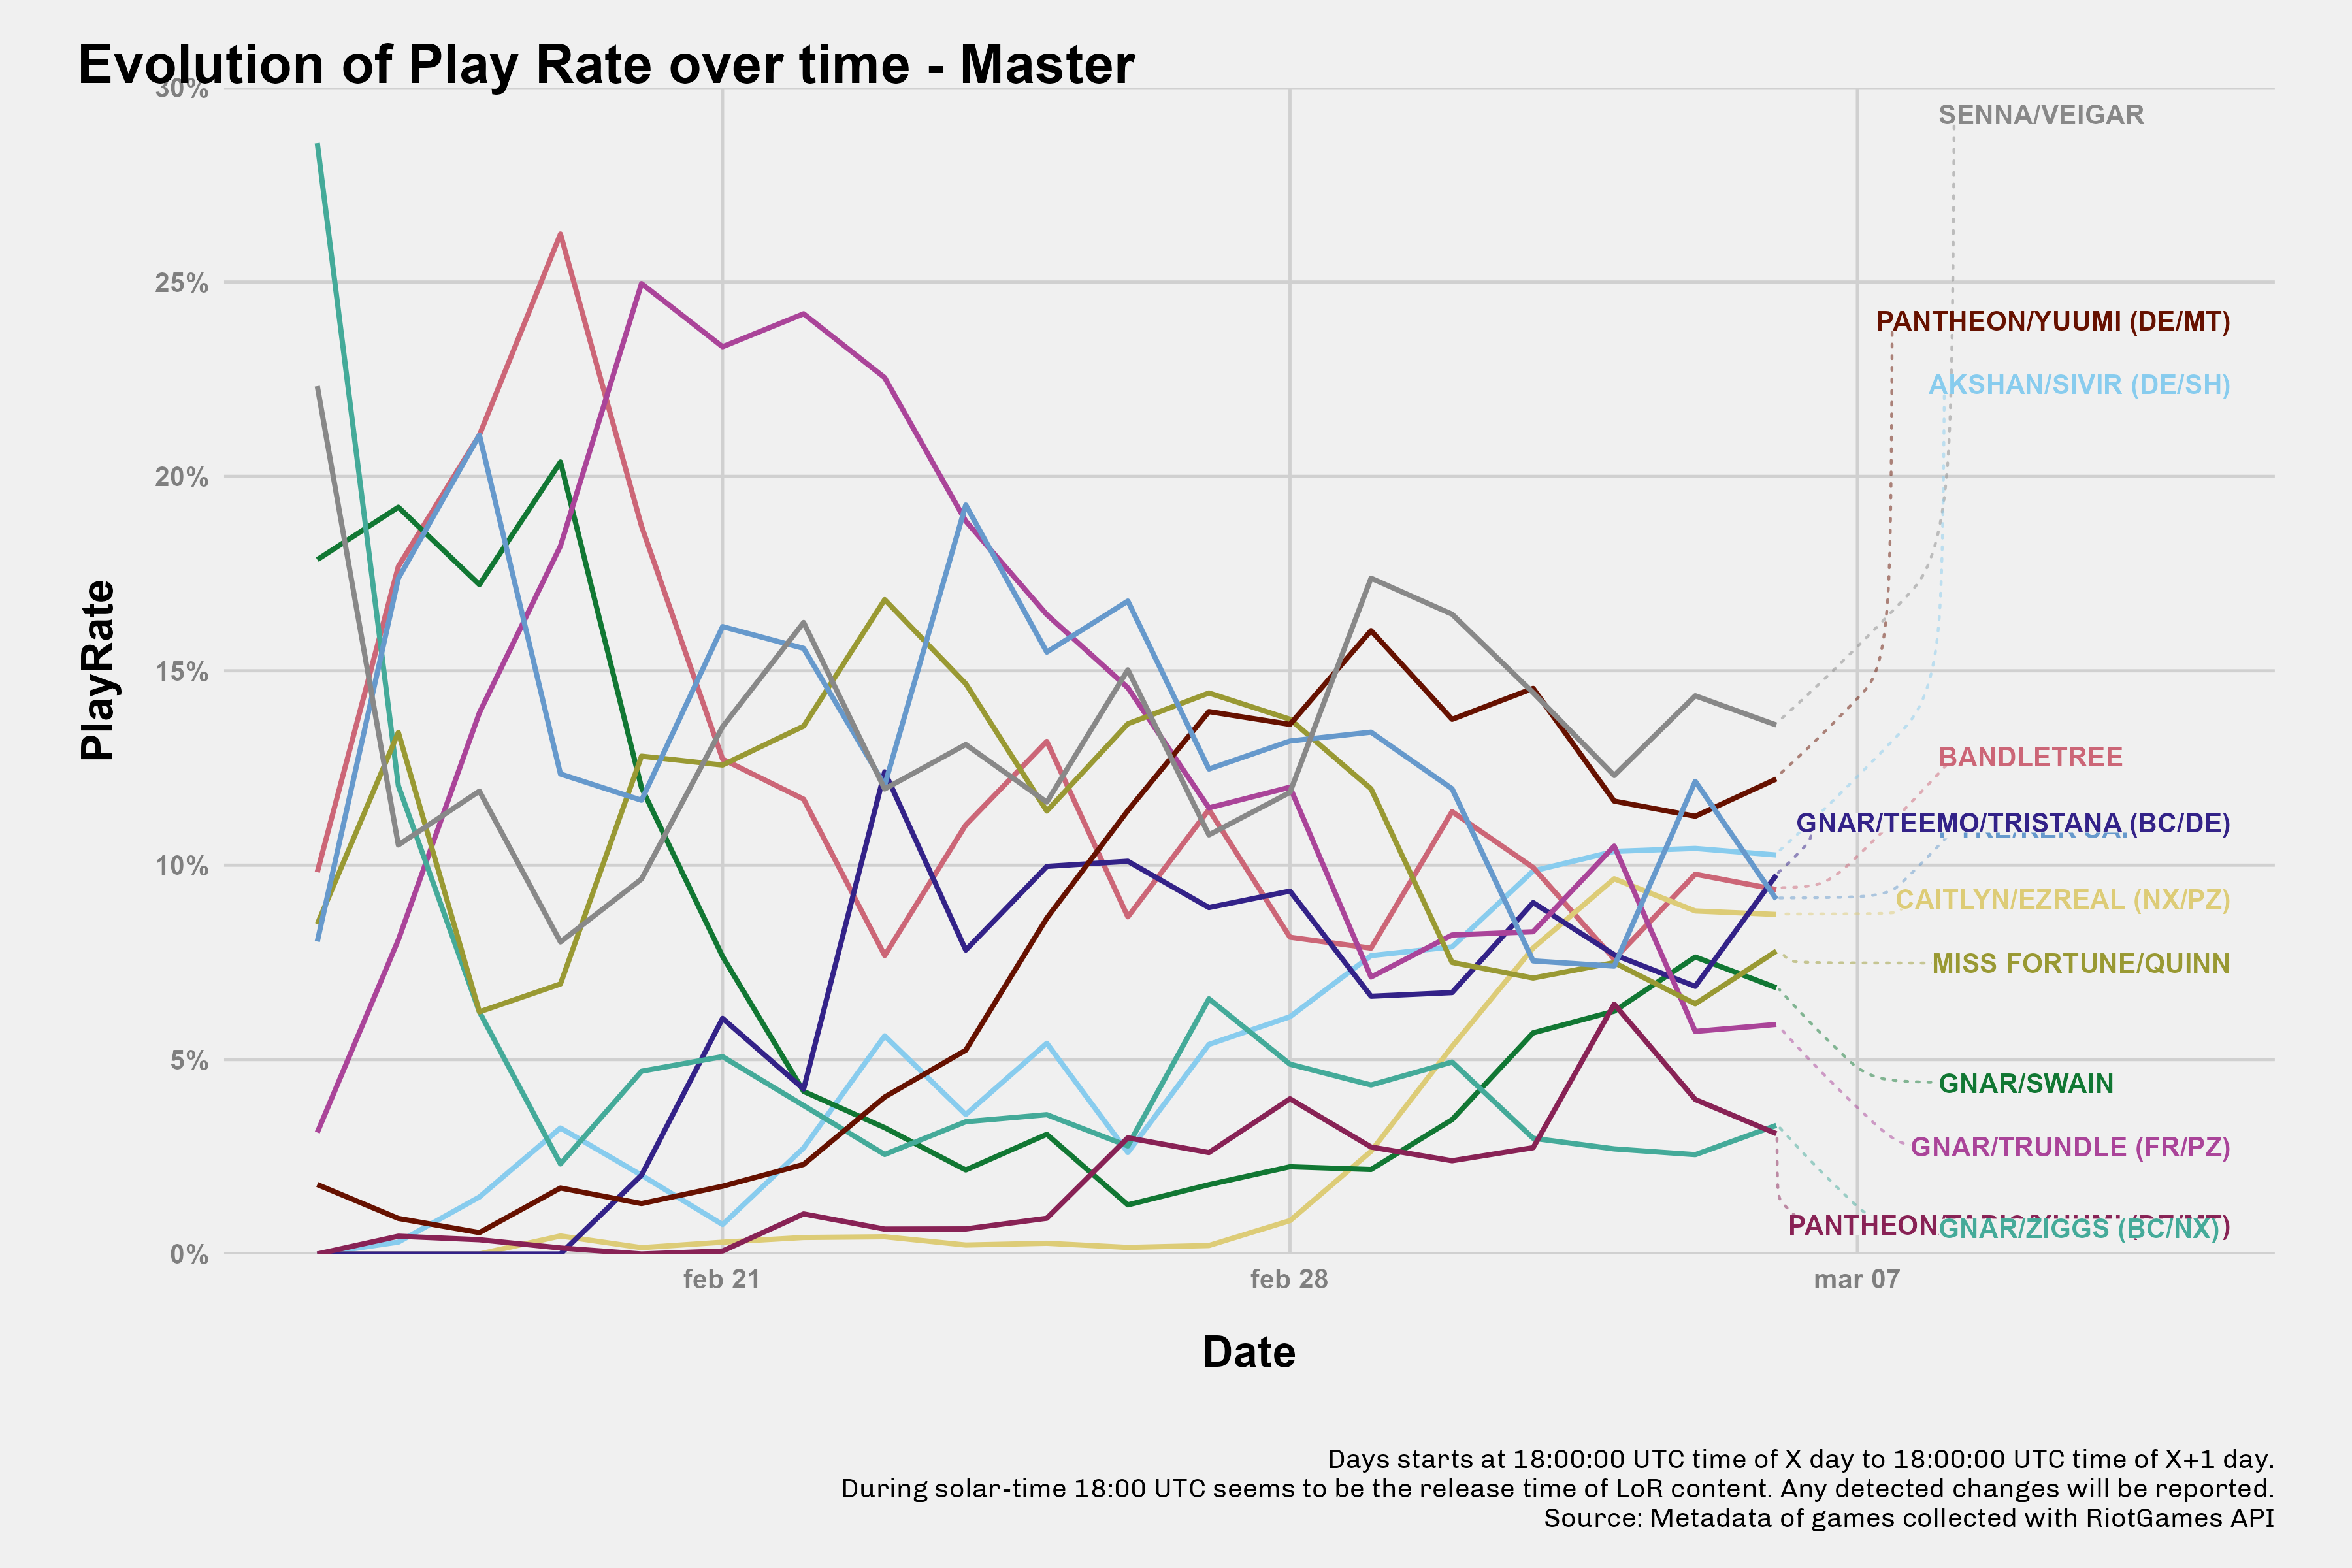 Evolution of Play Rate over time - Master
30%
25%
20%
15%
10%
5%
0%
PlayRate
SENNA/VEIGAR
PANTHEON/YUUMI (DE/MT)
AKSHAN/SIVIR (DE/SH)
BANDLETREE
GNAR/TEEMO/TRISTANA (BC/DE)
CAITLYN/EZREAL (NX/PZ)
MISS FORTUNE/QUINN
GNAR/SWAIN
GNAR/TRUNDLE (FR/PZ)
GNAR/ZIGGS (BC/NX)
feb 21
feb 28
mar 07
Date
Days starts at 18:00:00 UTC time of X day to 18:00:00 UTC time of X+1 day.
During solar-time 18:00 UTC seems to be the release time of LoR content. Any detected changes will be reported.
Source: Metadata of games collected with RiotGames API